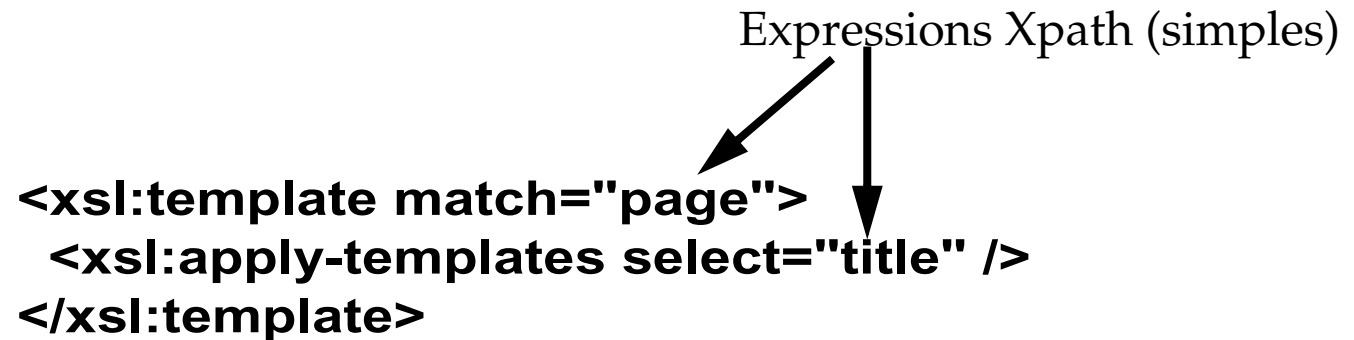 Expressions Xpath (simples)
<xsl:template match="page">
<xsl:apply-templates select="title" />
</xsl:template>